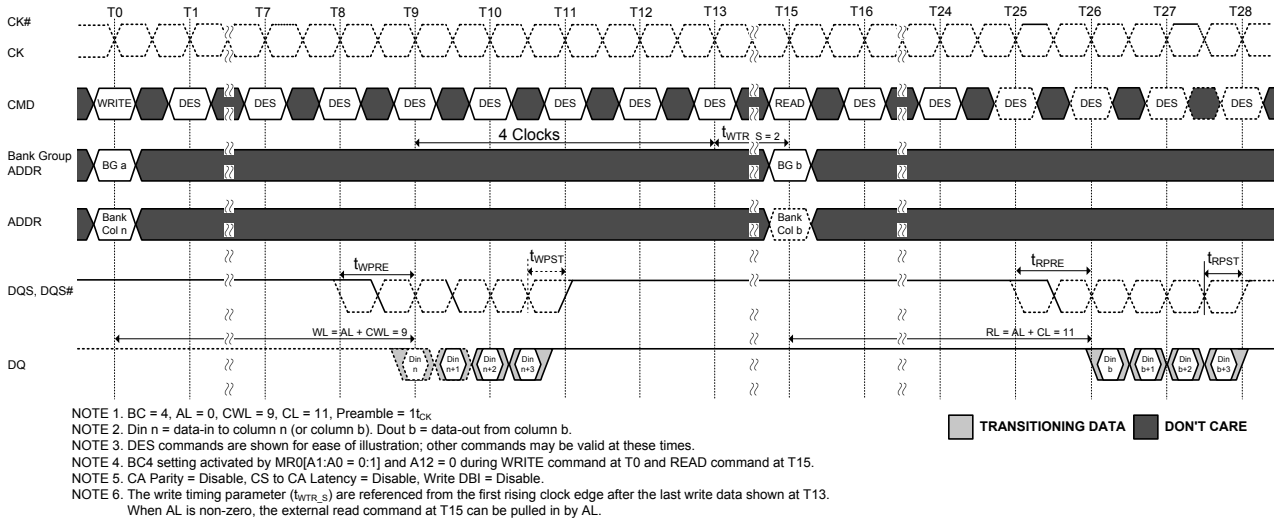 T0 T1 T7 T8 T9 T10 T11 T12 T13 T15 T16 T24 T25 T26 T27 T28
CK#
CK
CMD WRITE DES DES DES DES DES DES DES DES READ DES DES DES DES DES DES
4 Clocks tWTR_S = 2
Bank Group
ADDR
BG a BG b
ADDR
Bank
Col n
Bank
Col b
tWPRE tWPST tRPRE tRPST
DQS, DQS#
WL = AL + CWL = 9 RL = AL + CL = 11
DQ
Din
n
Din
n+1
Din
n+2
Din
n+3
Din
b
Din
b+1
Din
b+2
Din
b+3
NOTE 1. BC = 4, AL = 0, CWL = 9, CL = 11, Preamble = 1tCK
NOTE 2. Din n = data-in to column n (or column b). Dout b = data-out from column b.
NOTE 3. DES commands are shown for ease of illustration; other commands may be valid at these times.
NOTE 4. BC4 setting activated by MR0[A1:A0 = 0:1] and A12 = 0 during WRITE command at T0 and READ command at T15.
NOTE 5. CA Parity = Disable, CS to CA Latency = Disable, Write DBI = Disable.
NOTE 6. The write timing parameter (tWTR_S) are referenced from the first rising clock edge after the last write data shown at T13.
When AL is non-zero, the external read command at T15 can be pulled in by AL.
TRANSITIONING DATA DON'T CARE